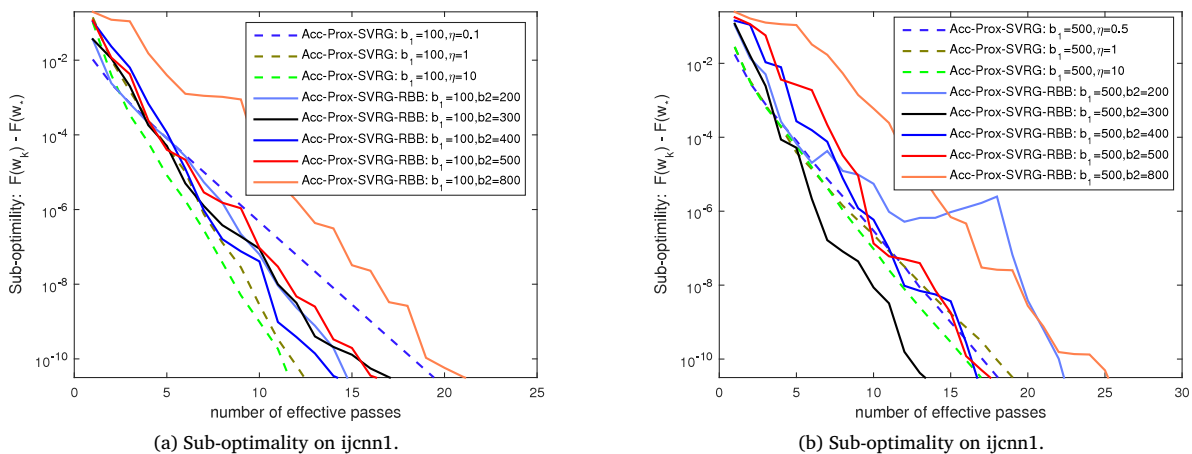 Sub-optimality: F(w_k) - F(w_*)
10^-2
10^-4
10^-6
10^-8
10^-10
Acc-Prox-SVRG: b_1=100,η=0.1
Acc-Prox-SVRG: b_1=100,η=1
Acc-Prox-SVRG: b_1=100,η=10
Acc-Prox-SVRG-RBB: b_1=100,b2=200
Acc-Prox-SVRG-RBB: b_1=100,b2=300
Acc-Prox-SVRG-RBB: b_1=100,b2=400
Acc-Prox-SVRG-RBB: b_1=100,b2=500
Acc-Prox-SVRG-RBB: b_1=100,b2=800
0 5 10 15 20 25
number of effective passes
(a) Sub-optimality on ijcnn1.
Sub-optimality: F(w_k) - F(w_*)
10^-2
10^-4
10^-6
10^-8
10^-10
Acc-Prox-SVRG: b_1=500,η=0.5
Acc-Prox-SVRG: b_1=500,η=1
Acc-Prox-SVRG: b_1=500,η=10
Acc-Prox-SVRG-RBB: b_1=500,b2=200
Acc-Prox-SVRG-RBB: b_1=500,b2=300
Acc-Prox-SVRG-RBB: b_1=500,b2=400
Acc-Prox-SVRG-RBB: b_1=500,b2=500
Acc-Prox-SVRG-RBB: b_1=500,b2=800
0 5 10 15 20 25 30
number of effective passes
(b) Sub-optimality on ijcnn1.